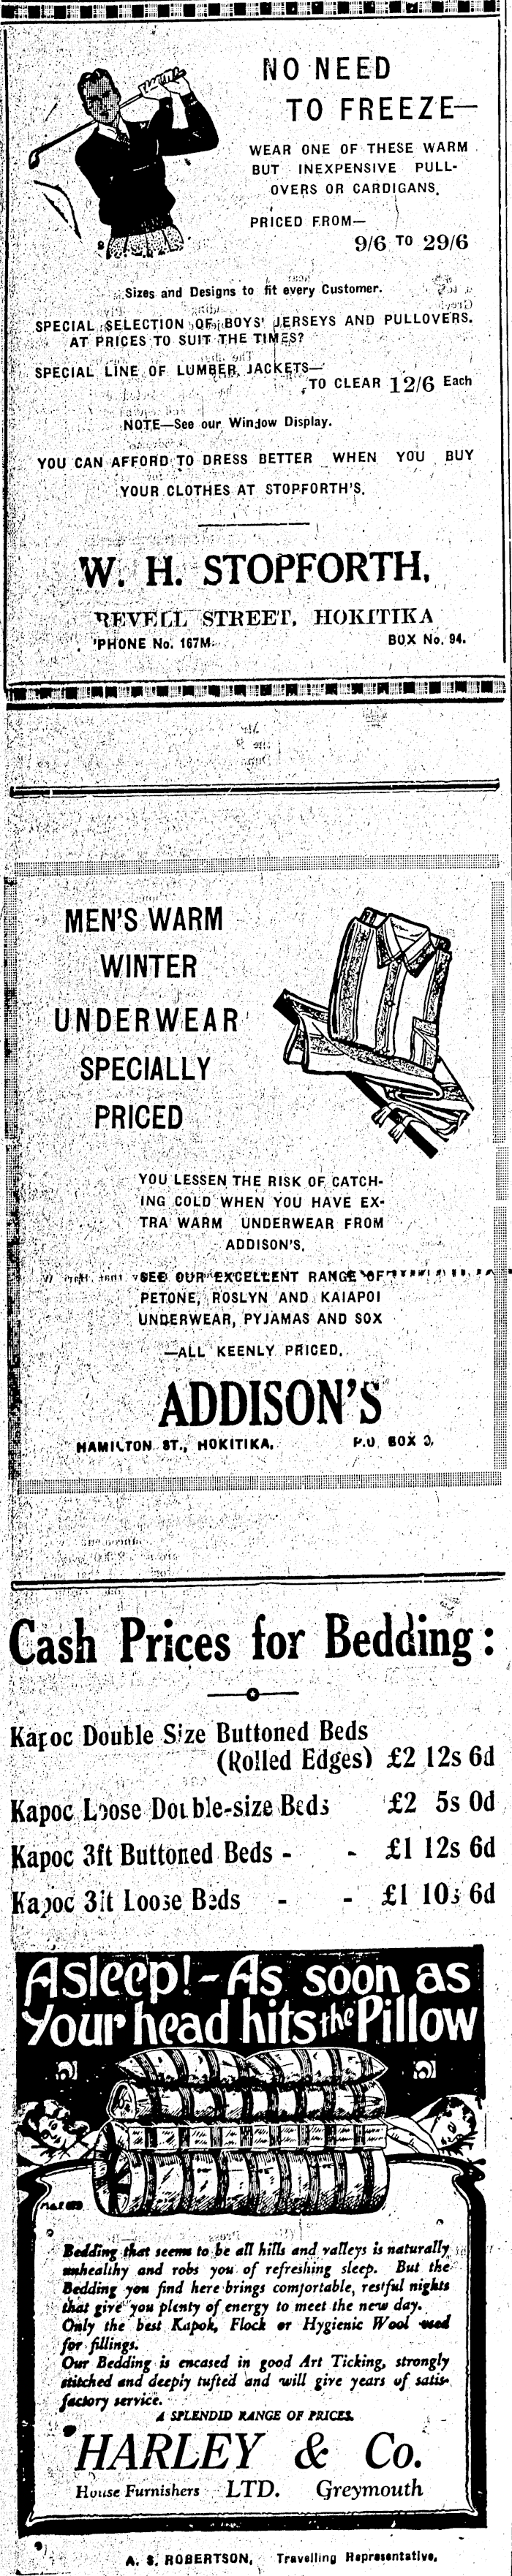 NO NEED
TO FREEZE—
WEAR ONE OF THESE WARM
BUT INEXPENSIVE PULL-
OVERS OR CARDIGANS.
PRICED FROM—
9/6 TO 29/6
Sizes and Designs to fit every Customer.
SPECIAL SELECTION OF BOYS' JERSEYS AND PULLOVERS.
AT PRICES TO SUIT THE TIMES?
SPECIAL LINE OF LUMBER JACKETS—
TO CLEAR 12/6 Each
NOTE—See our Window Display.
YOU CAN AFFORD TO DRESS BETTER WHEN YOU BUY
YOUR CLOTHES AT STOPFORTH'S.
W. H. STOPFORTH,
REVELL STREET, HOKITIKA
'PHONE No. 167M. BOX No. 94.
MEN'S WARM
WINTER
UNDERWEAR
SPECIALLY
PRICED
YOU LESSEN THE RISK OF CATCH-
ING COLD WHEN YOU HAVE EX-
TRA WARM UNDERWEAR FROM
ADDISON'S.
SEE OUR EXCELLENT RANGE OF
PETONE, ROSLYN AND KAIAPOI
UNDERWEAR, PYJAMAS AND SOX
—ALL KEENLY PRICED.
ADDISON'S
HAMILTON ST., HOKITIKA. P.O. BOX
Cash Prices for Bedding :
Kapoc Double Size Buttoned Beds
(Rolled Edges) £2 12s 6d
Kapoc Loose Double-size Beds £2 5s 0d
Kapoc 3ft Buttoned Beds - - £1 12s 6d
Kapoc 3ft Loose Beds - - £1 10s 6d
Asleep! - As soon as
Your head hits the Pillow
Bedding that seems to be all hills and valleys is naturally
unhealthy and robs you of refreshing sleep. But the
Bedding you find here brings comfortable, restful nights
that give you plenty of energy to meet the new day.
Only the best Kapok, Flock or Hygienic Wool used
for fillings.
Our Bedding is encased in good Art Ticking, strongly
stitched and deeply tufted and will give years of satis-
factory service.
A SPLENDID RANGE OF PRICES.
HARLEY & Co.
House Furnishers LTD. Greymouth
A. S. ROBERTSON, Travelling Representative.